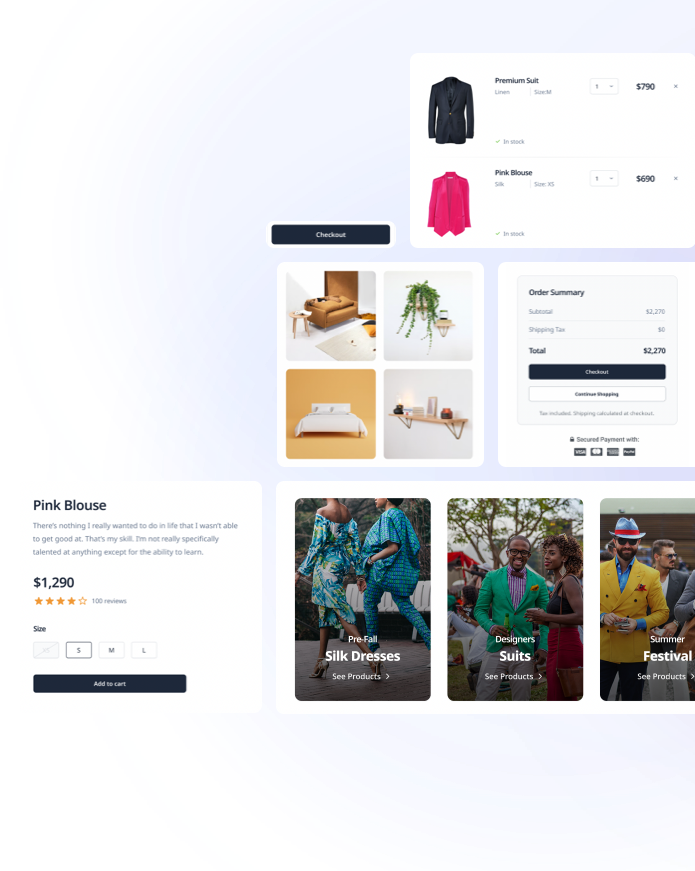 Premium Suit
Linen
Size:M
1
$790
×
In stock
Pink Blouse
Silk
Size: XS
1
$690
×
In stock
Checkout
Order Summary
Subtotal
$2,270
Shipping Tax
$0
Total
$2,270
Checkout
Continue Shopping
Tax included. Shipping calculated at checkout.
Secured Payment with:
VISA
PayPal
Pink Blouse
There's nothing I really wanted to do in life that I wasn't able
to get good at. That's my skill. I'm not really specifically
talented at anything except for the ability to learn.
$1,290
100 reviews
Size
XS
S
M
L
Add to cart
Pre-Fall
Silk Dresses
See Products
Designers
Suits
See Products
Summer
Festival
See Products